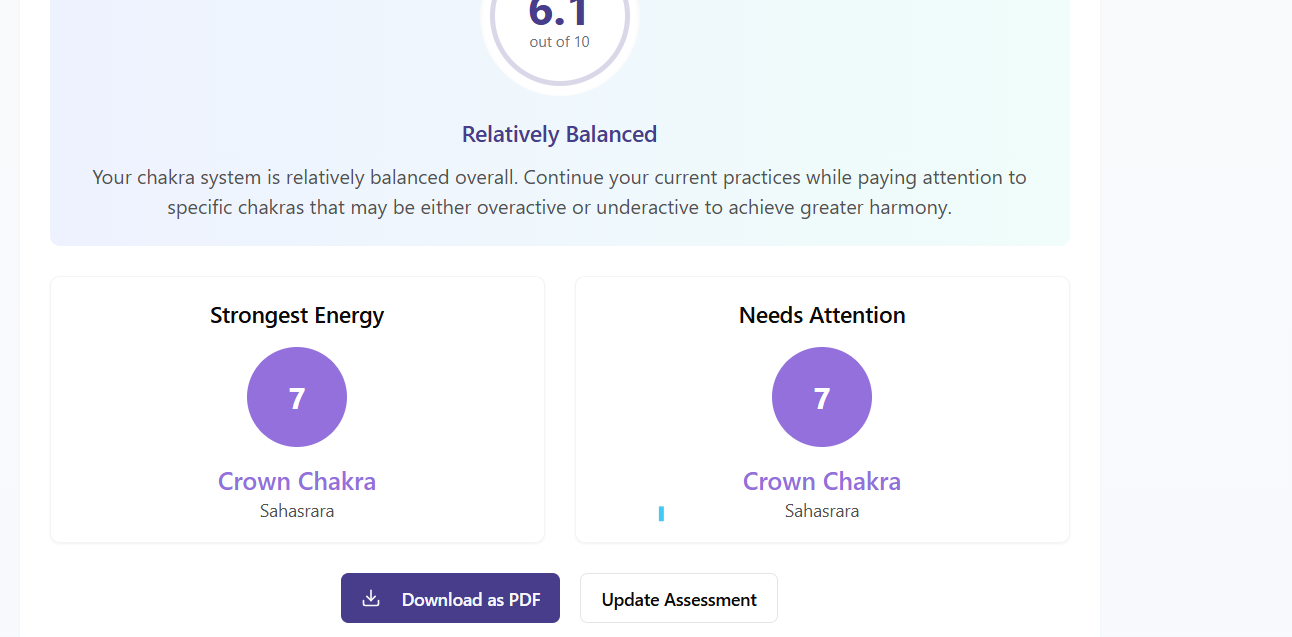 6.1
out of 10
Relatively Balanced
Your chakra system is relatively balanced overall. Continue your current practices while paying attention to
specific chakras that may be either overactive or underactive to achieve greater harmony.
Strongest Energy
7
Crown Chakra
Sahasrara
Needs Attention
7
Crown Chakra
Sahasrara
Download as PDF
Update Assessment